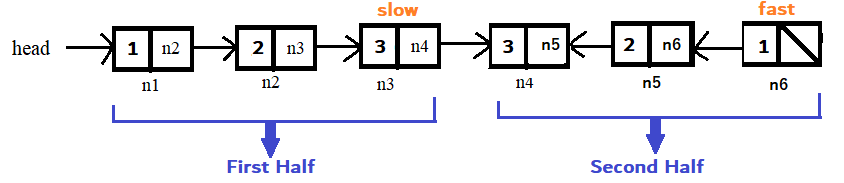 slow fast
head 1 n2 2 n3 3 n4 3 n5 2 n6 1
n1 n2 n3 n4 n5 n6
First Half Second Half